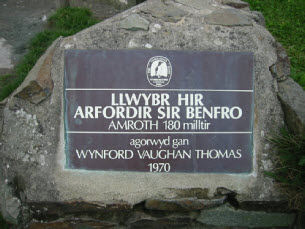 LLWYBR HIR
ARFORDIR SIR BENFRO
AMROTH 180 milltir
agorwyd gan
WYNFORD VAUGHAN THOMAS
1970